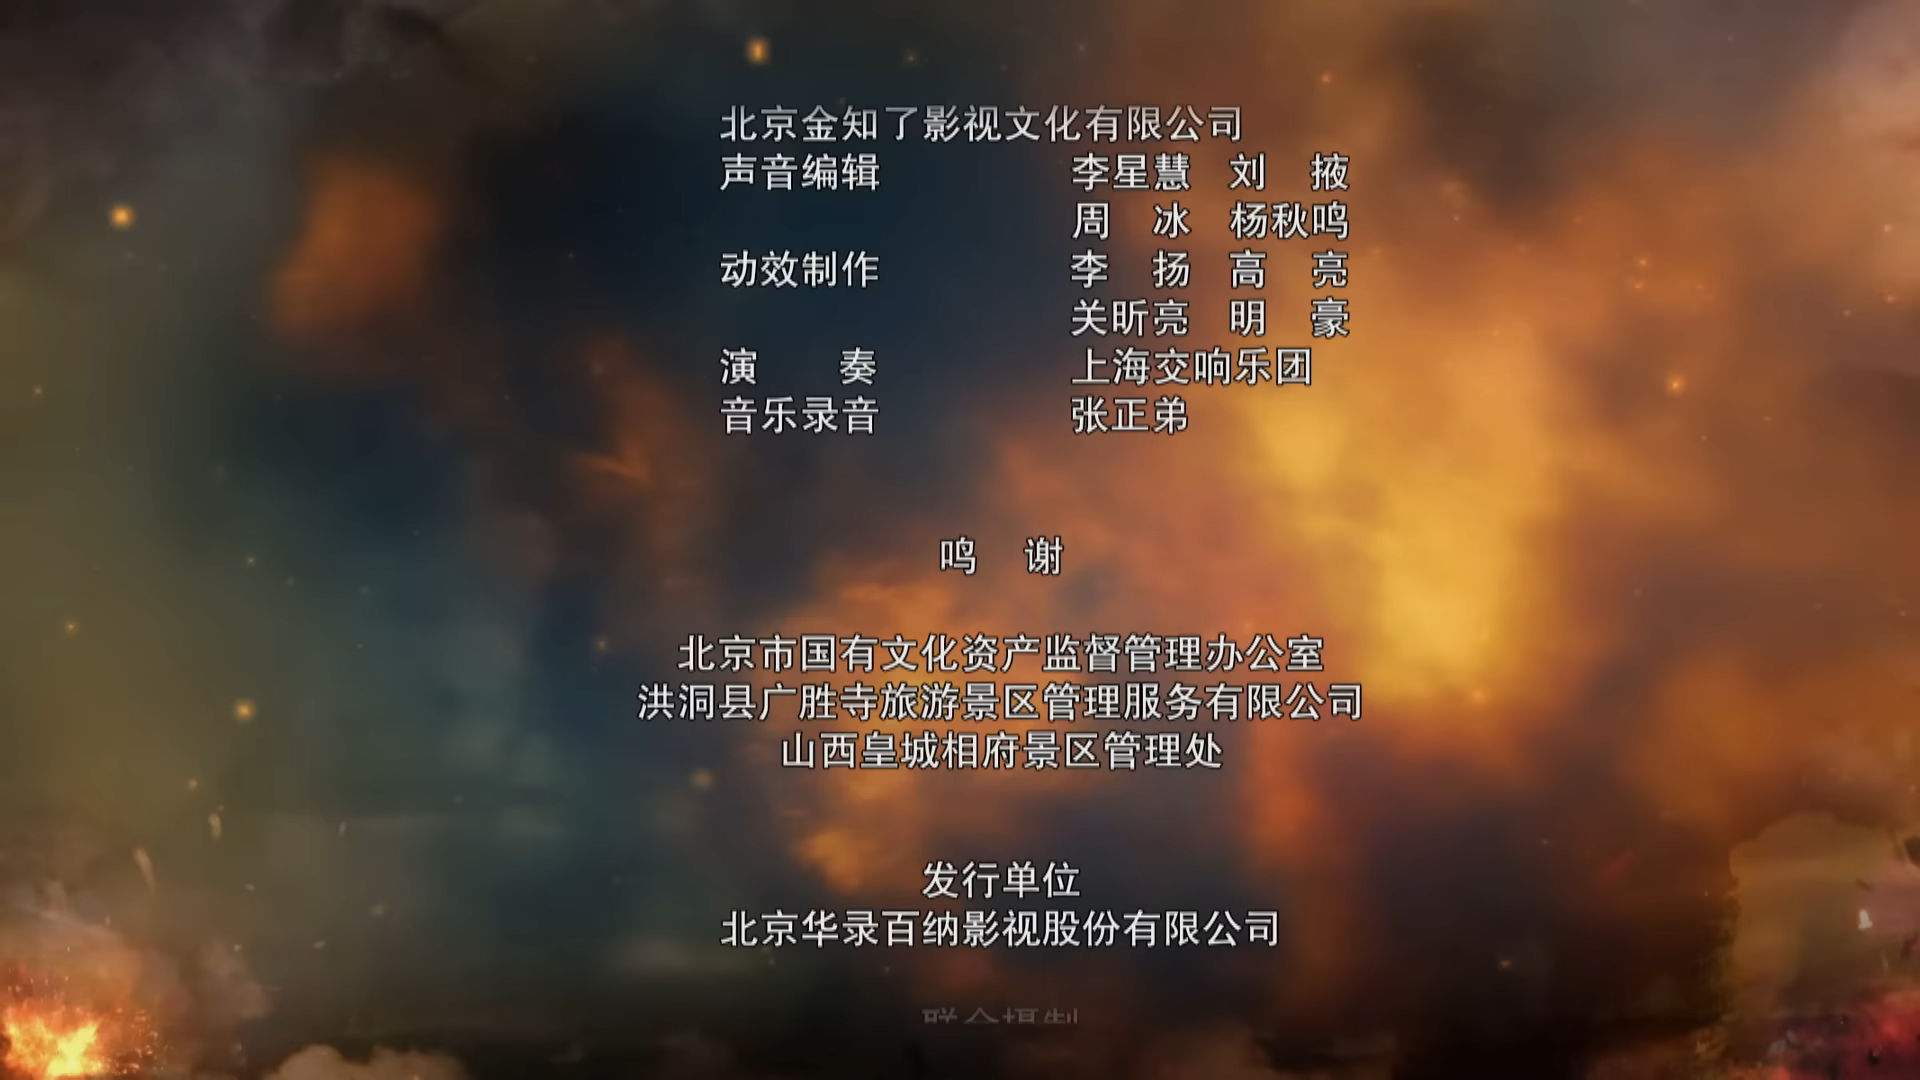 北京金知了影视文化有限公司
声音编辑 李星慧 刘 掖
周 冰 杨秋鸣
动效制作 李 扬 高 亮
关昕亮 明 豪
演 奏 上海交响乐团
音乐录音 张正弟
鸣 谢
北京市国有文化资产监督管理办公室
洪洞县广胜寺旅游景区管理服务有限公司
山西皇城相府景区管理处
发行单位
北京华录百纳影视股份有限公司
联合摄制